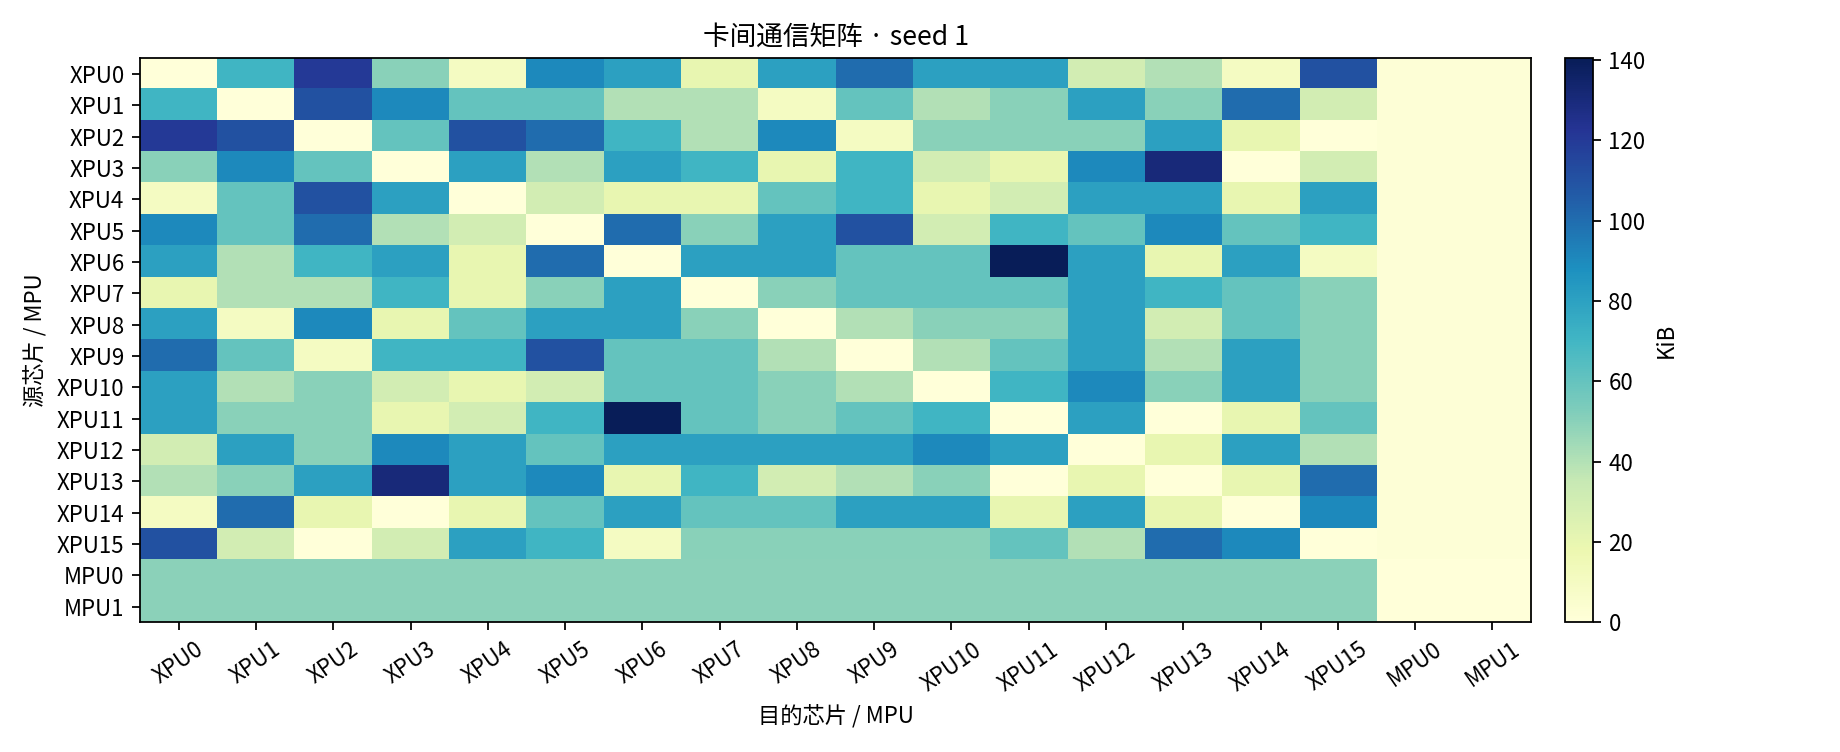 卡间通信矩阵 · seed 1
源芯片 / MPU
XPU0
XPU1
XPU2
XPU3
XPU4
XPU5
XPU6
XPU7
XPU8
XPU9
XPU10
XPU11
XPU12
XPU13
XPU14
XPU15
MPU0
MPU1
XPU0 XPU1 XPU2 XPU3 XPU4 XPU5 XPU6 XPU7 XPU8 XPU9 XPU10 XPU11 XPU12 XPU13 XPU14 XPU15 MPU0 MPU1
目的芯片 / MPU
140
120
100
80
60
40
20
0
KiB